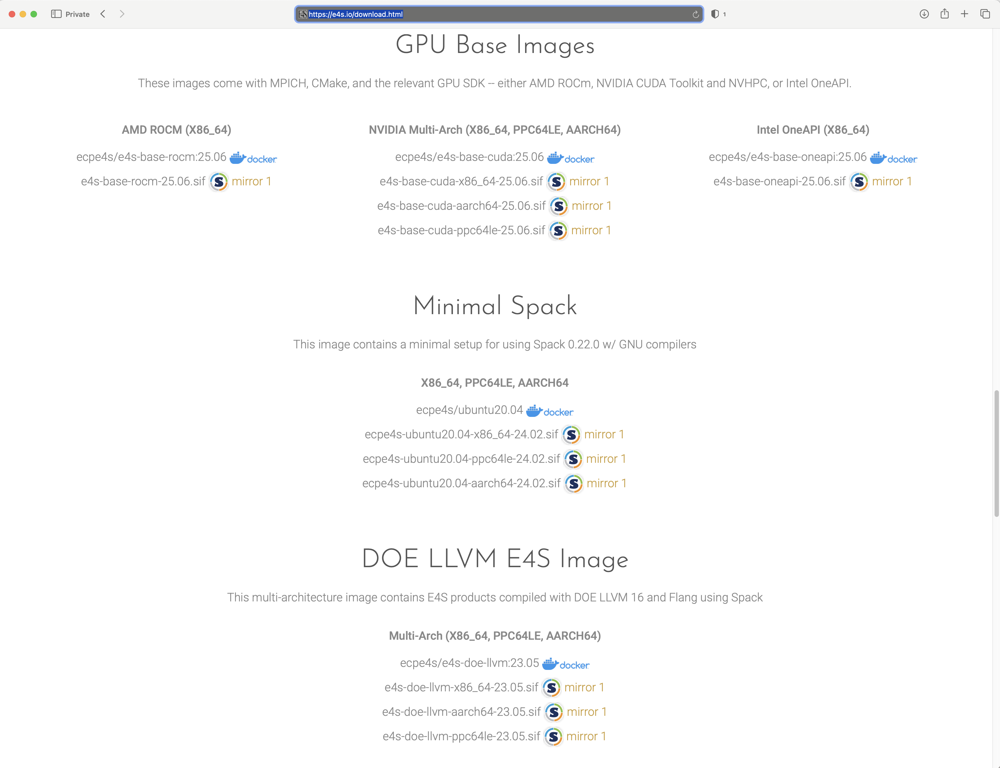 Private
https://e4s.io/download.html
1
GPU Base Images
These images come with MPICH, CMake, and the relevant GPU SDK -- either AMD ROCm, NVIDIA CUDA Toolkit and NVHPC, or Intel OneAPI.
AMD ROCM (X86_64)
ecpe4s/e4s-base-rocm:25.06 docker
e4s-base-rocm-25.06.sif S mirror 1
NVIDIA Multi-Arch (X86_64, PPC64LE, AARCH64)
ecpe4s/e4s-base-cuda:25.06 docker
e4s-base-cuda-x86_64-25.06.sif S mirror 1
e4s-base-cuda-aarch64-25.06.sif S mirror 1
e4s-base-cuda-ppc64le-25.06.sif S mirror 1
Intel OneAPI (X86_64)
ecpe4s/e4s-base-oneapi:25.06 docker
e4s-base-oneapi-25.06.sif S mirror 1
Minimal Spack
This image contains a minimal setup for using Spack 0.22.0 w/ GNU compilers
X86_64, PPC64LE, AARCH64
ecpe4s/ubuntu20.04 docker
ecpe4s-ubuntu20.04-x86_64-24.02.sif S mirror 1
ecpe4s-ubuntu20.04-ppc64le-24.02.sif S mirror 1
ecpe4s-ubuntu20.04-aarch64-24.02.sif S mirror 1
DOE LLVM E4S Image
This multi-architecture image contains E4S products compiled with DOE LLVM 16 and Flang using Spack
Multi-Arch (X86_64, PPC64LE, AARCH64)
ecpe4s/e4s-doe-llvm:23.05 docker
e4s-doe-llvm-x86_64-23.05.sif S mirror 1
e4s-doe-llvm-aarch64-23.05.sif S mirror 1
e4s-doe-llvm-ppc64le-23.05.sif S mirror 1